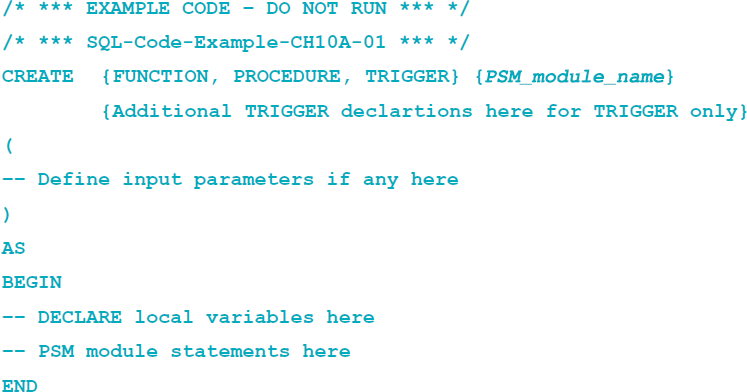 /* *** EXAMPLE CODE – DO NOT RUN *** */
/* *** SQL-Code-Example-CH10A-01 *** */
CREATE {FUNCTION, PROCEDURE, TRIGGER} {PSM_module_name}
{Additional TRIGGER declartions here for TRIGGER only}
(
-- Define input parameters if any here
)
AS
BEGIN
-- DECLARE local variables here
-- PSM module statements here
END